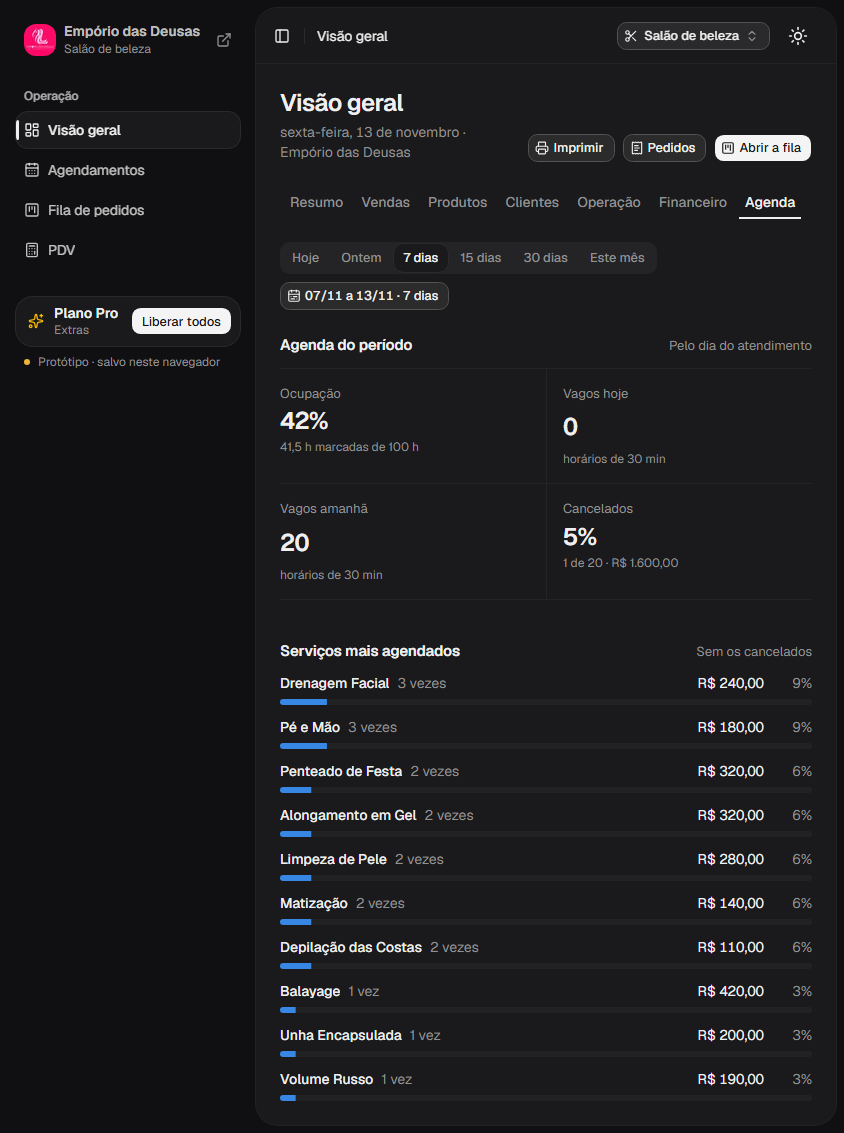 Empório das Deusas
Salão de beleza
Operação
Visão geral
Agendamentos
Fila de pedidos
PDV
Plano Pro
Extras
Liberar todos
Protótipo · salvo neste navegador
Visão geral
Salão de beleza
Visão geral
sexta-feira, 13 de novembro ·
Empório das Deusas
Imprimir
Pedidos
Abrir a fila
Resumo Vendas Produtos Clientes Operação Financeiro Agenda
Hoje Ontem 7 dias 15 dias 30 dias Este mês
07/11 a 13/11 · 7 dias
Agenda do período
Pelo dia do atendimento
Ocupação
42%
41,5 h marcadas de 100 h
Vagos hoje
0
horários de 30 min
Vagos amanhã
20
horários de 30 min
Cancelados
5%
1 de 20 · R$ 1.600,00
Serviços mais agendados
Sem os cancelados
Drenagem Facial 3 vezes R$ 240,00 9%
Pé e Mão 3 vezes R$ 180,00 9%
Penteado de Festa 2 vezes R$ 320,00 6%
Alongamento em Gel 2 vezes R$ 320,00 6%
Limpeza de Pele 2 vezes R$ 280,00 6%
Matização 2 vezes R$ 140,00 6%
Depilação das Costas 2 vezes R$ 110,00 6%
Balayage 1 vez R$ 420,00 3%
Unha Encapsulada 1 vez R$ 200,00 3%
Volume Russo 1 vez R$ 190,00 3%